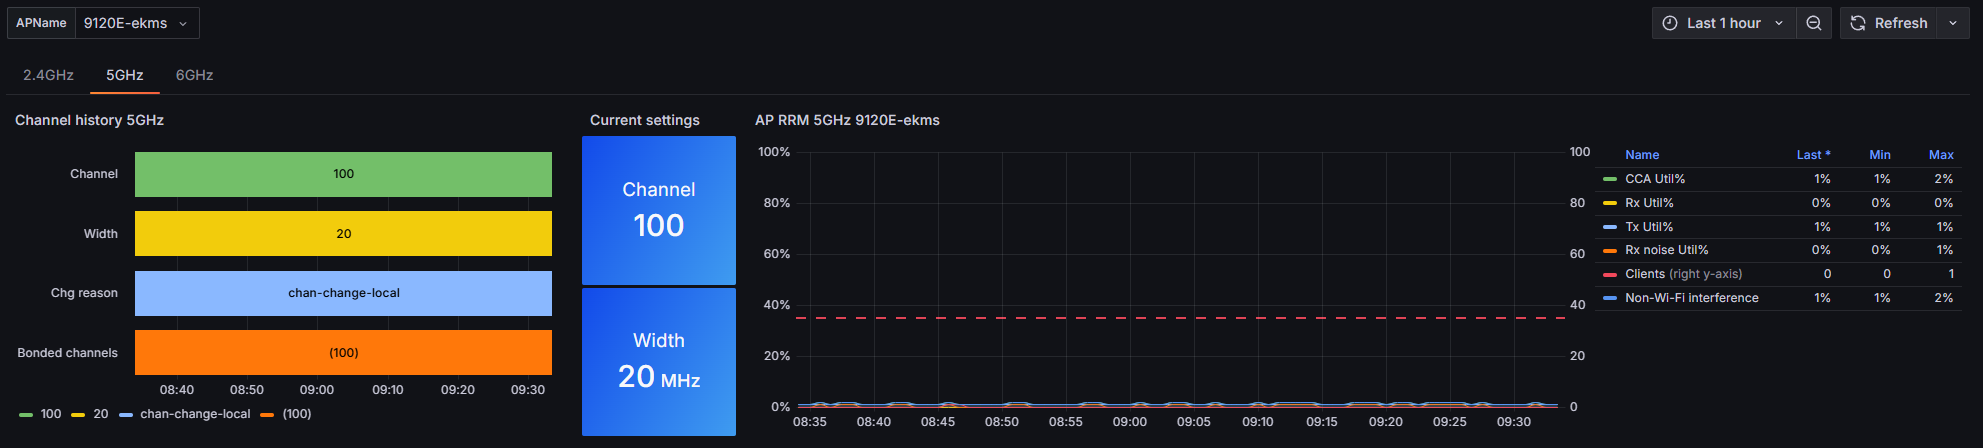 APName 9120E-ekms Last 1 hour Refresh
2.4GHz 5GHz 6GHz
Channel history 5GHz
Channel 100
Width 20
Chg reason chan-change-local
Bonded channels (100)
08:40 08:50 09:00 09:10 09:20 09:30
100 20 chan-change-local (100)
Current settings
Channel
100
Width
20 MHz
AP RRM 5GHz 9120E-ekms
100% 100
80% 80
60% 60
40% 40
20% 20
0% 0
08:35 08:40 08:45 08:50 08:55 09:00 09:05 09:10 09:15 09:20 09:25 09:30
Name Last * Min Max
CCA Util% 1% 1% 2%
Rx Util% 0% 0% 0%
Tx Util% 1% 1% 1%
Rx noise Util% 0% 0% 1%
Clients (right y-axis) 0 0 1
Non-Wi-Fi interference 1% 1% 2%